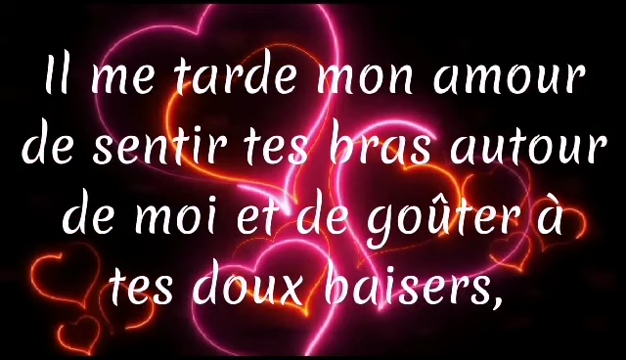 Il me tarde mon amour
de sentir tes bras autour
de moi et de goûter à
tes doux baisers,